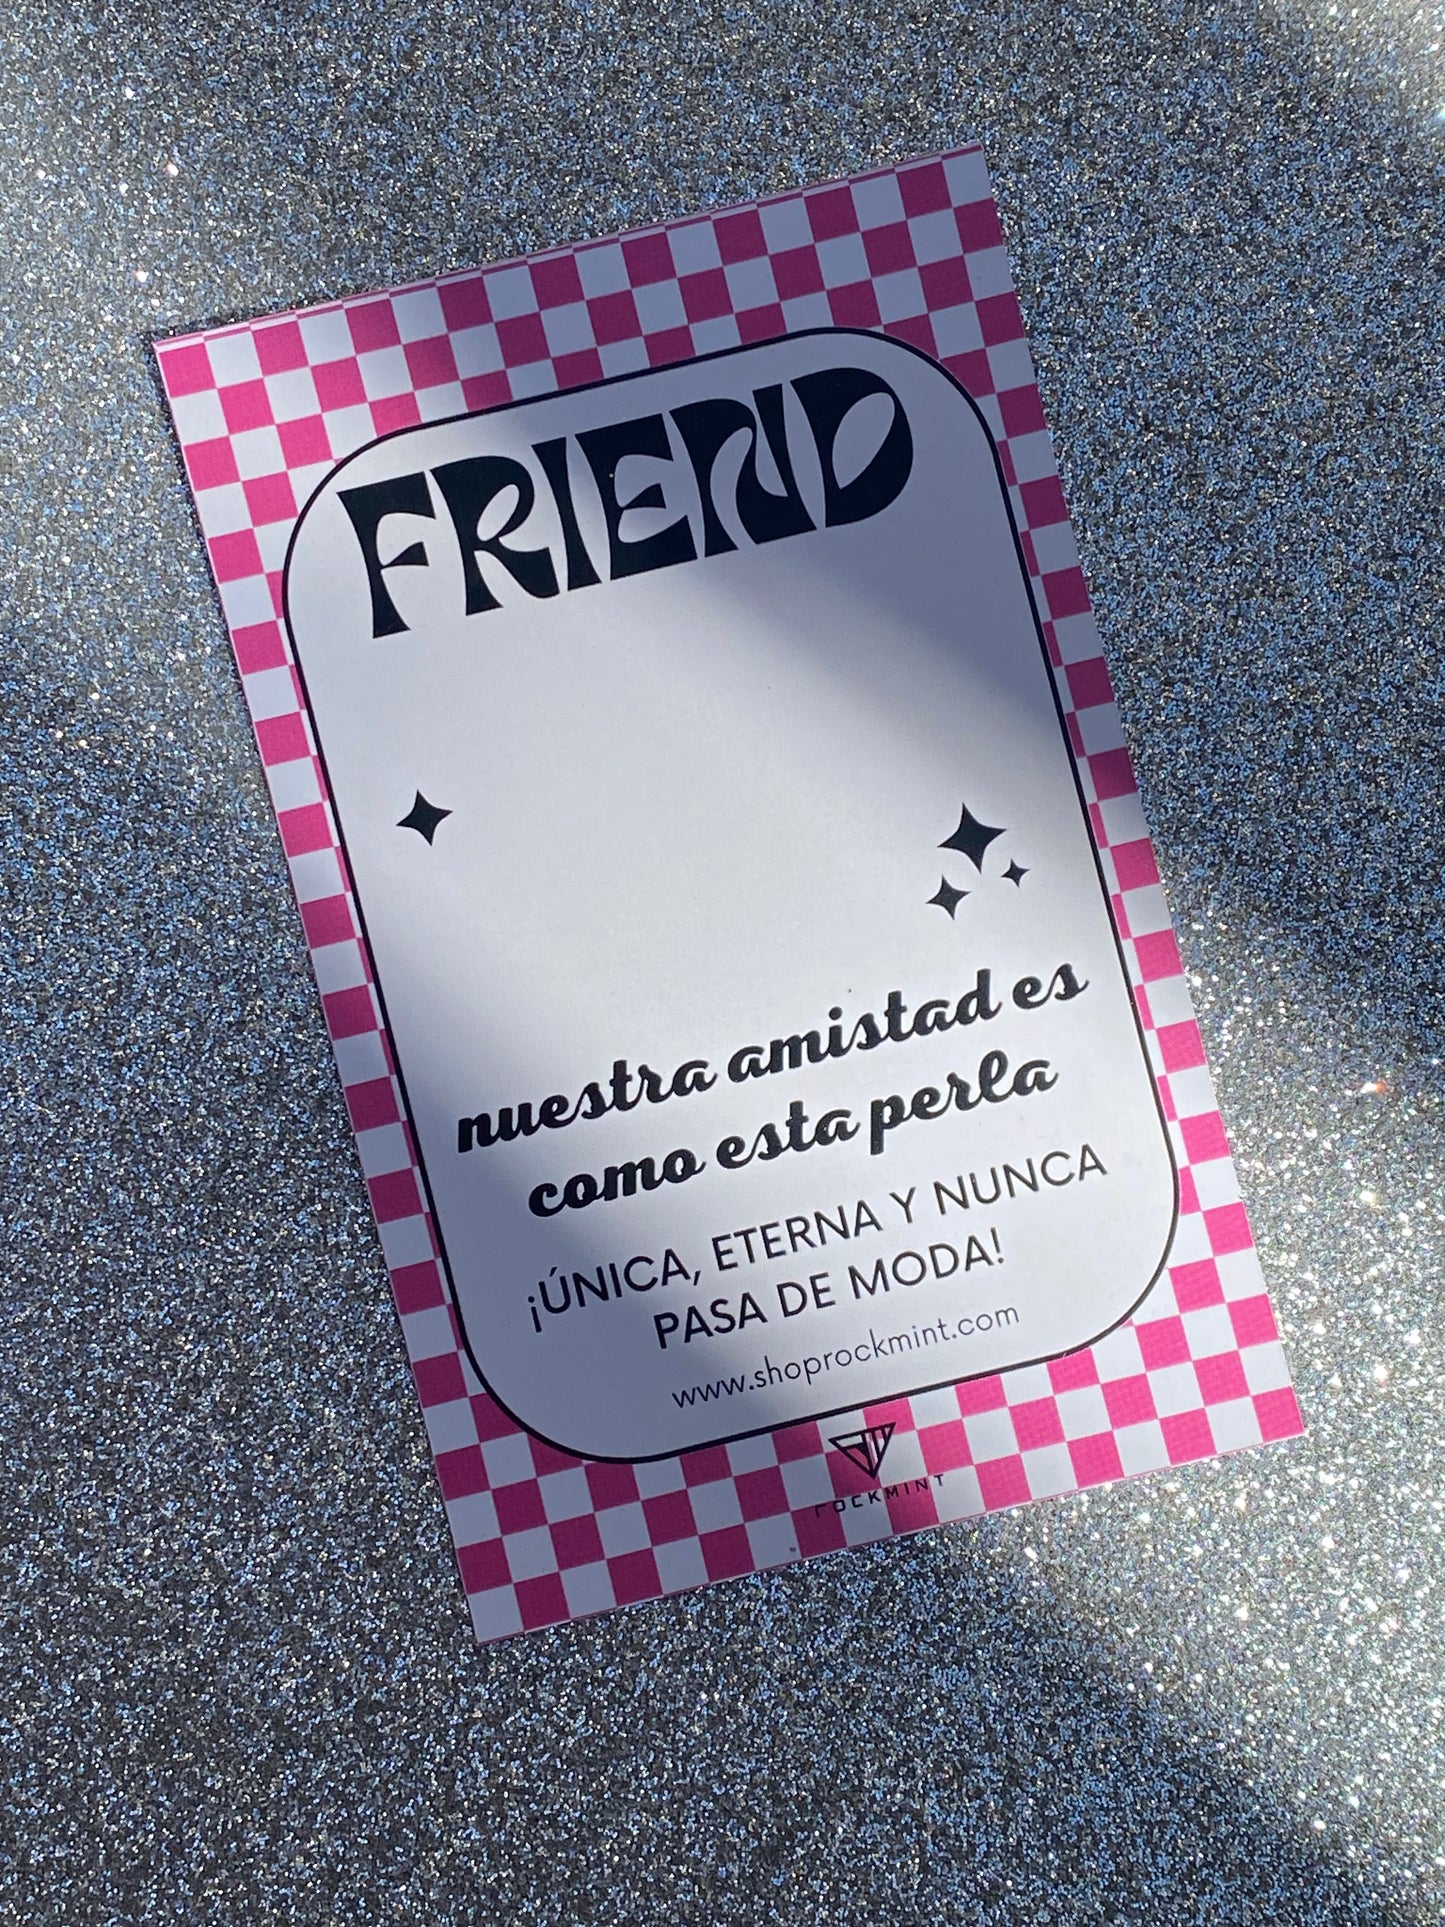 FRIEND
nuestra amistad es
como esta perla
¡ÚNICA, ETERNA Y NUNCA
PASA DE MODA!
www.shoprockmint.com
ROCKMINT